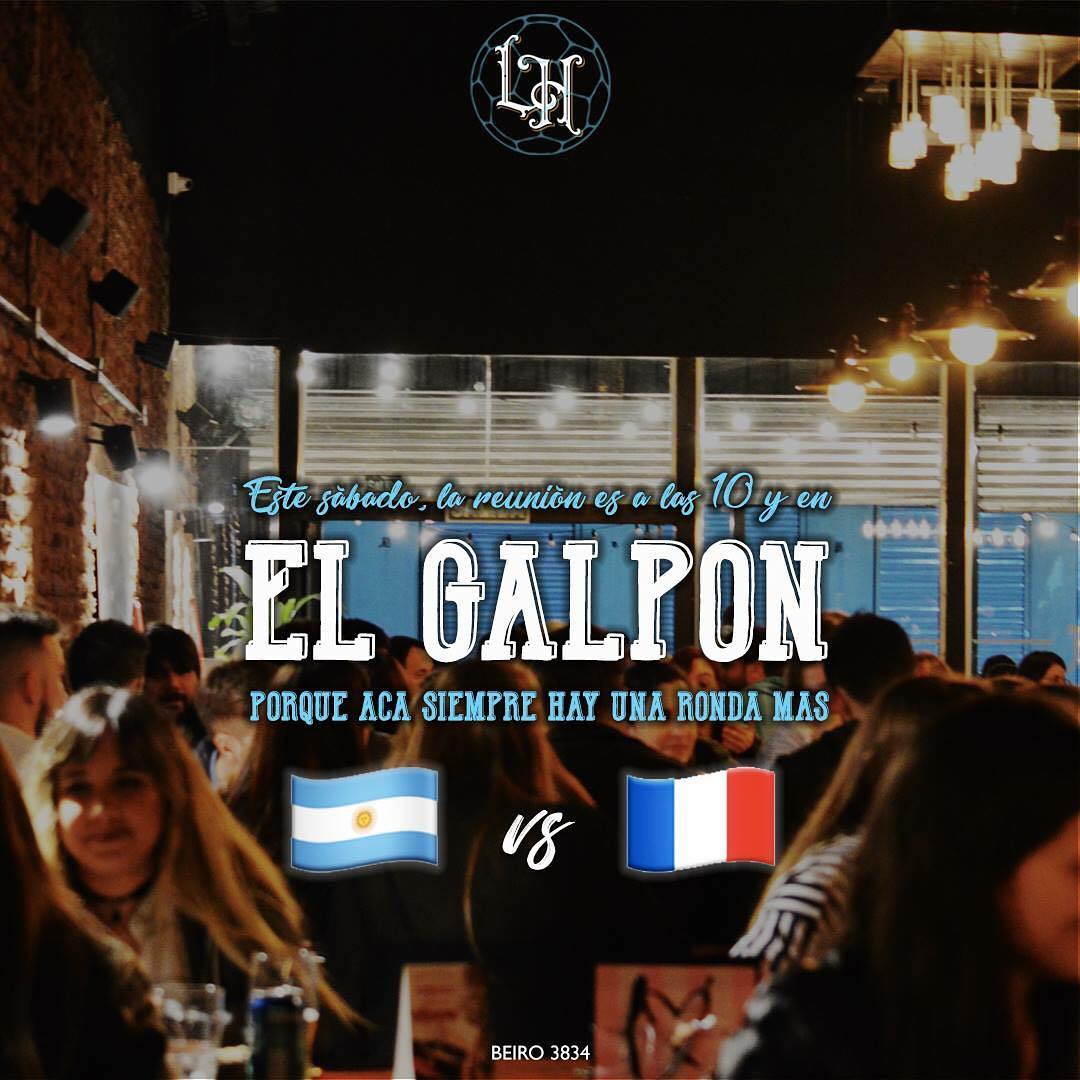 LH
Este sàbado, la reuniòn es a las 10 y en
EL GALPON
PORQUE ACA SIEMPRE HAY UNA RONDA MAS
vs
BEIRO 3834